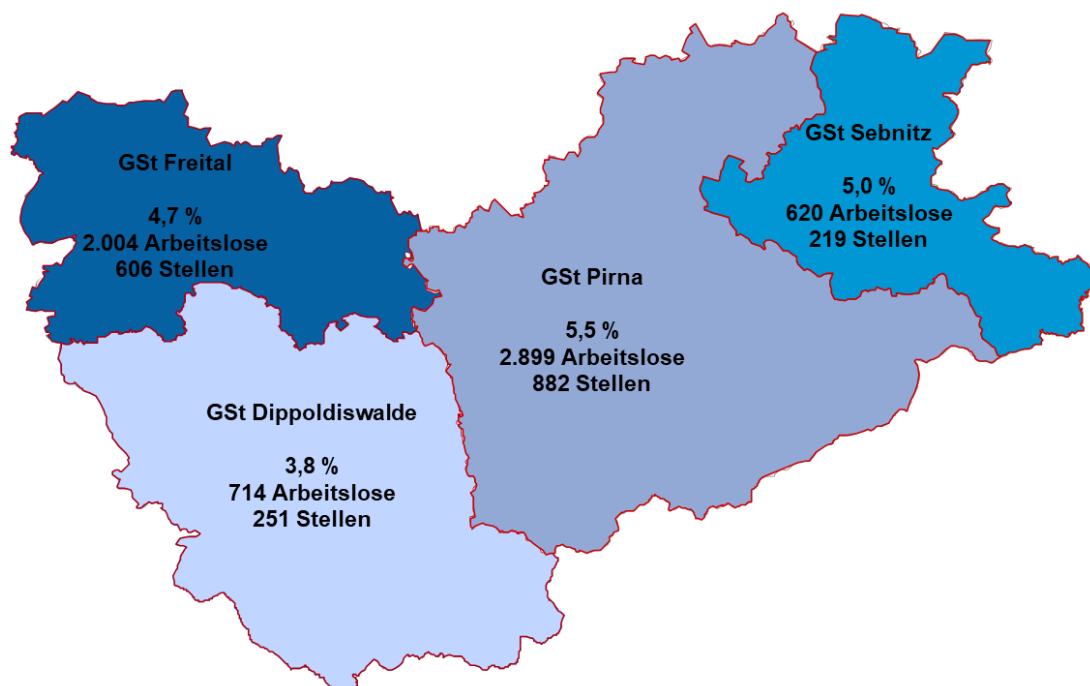 GSt Freital
4,7 %
2.004 Arbeitslose
606 Stellen
GSt Sebnitz
5,0 %
620 Arbeitslose
219 Stellen
GSt Pirna
5,5 %
2.899 Arbeitslose
882 Stellen
GSt Dippoldiswalde
3,8 %
714 Arbeitslose
251 Stellen